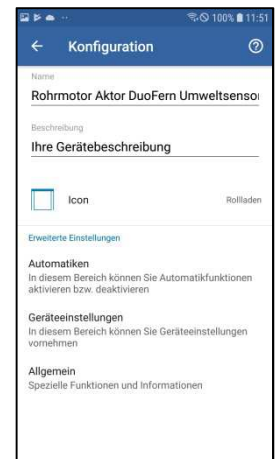 100% 11:51
Konfiguration
Name
Rohrmotor Aktor DuoFern Umweltsenso
Beschreibung
Ihre Gerätebeschreibung
Icon
Rollladen
Erweiterte Einstellungen
Automatiken
In diesem Bereich können Sie Automatikfunktionen
aktivieren bzw. deaktivieren
Geräteeinstellungen
In diesem Bereich können Sie Geräteeinstellungen
vornehmen
Allgemein
Spezielle Funktionen und Informationen